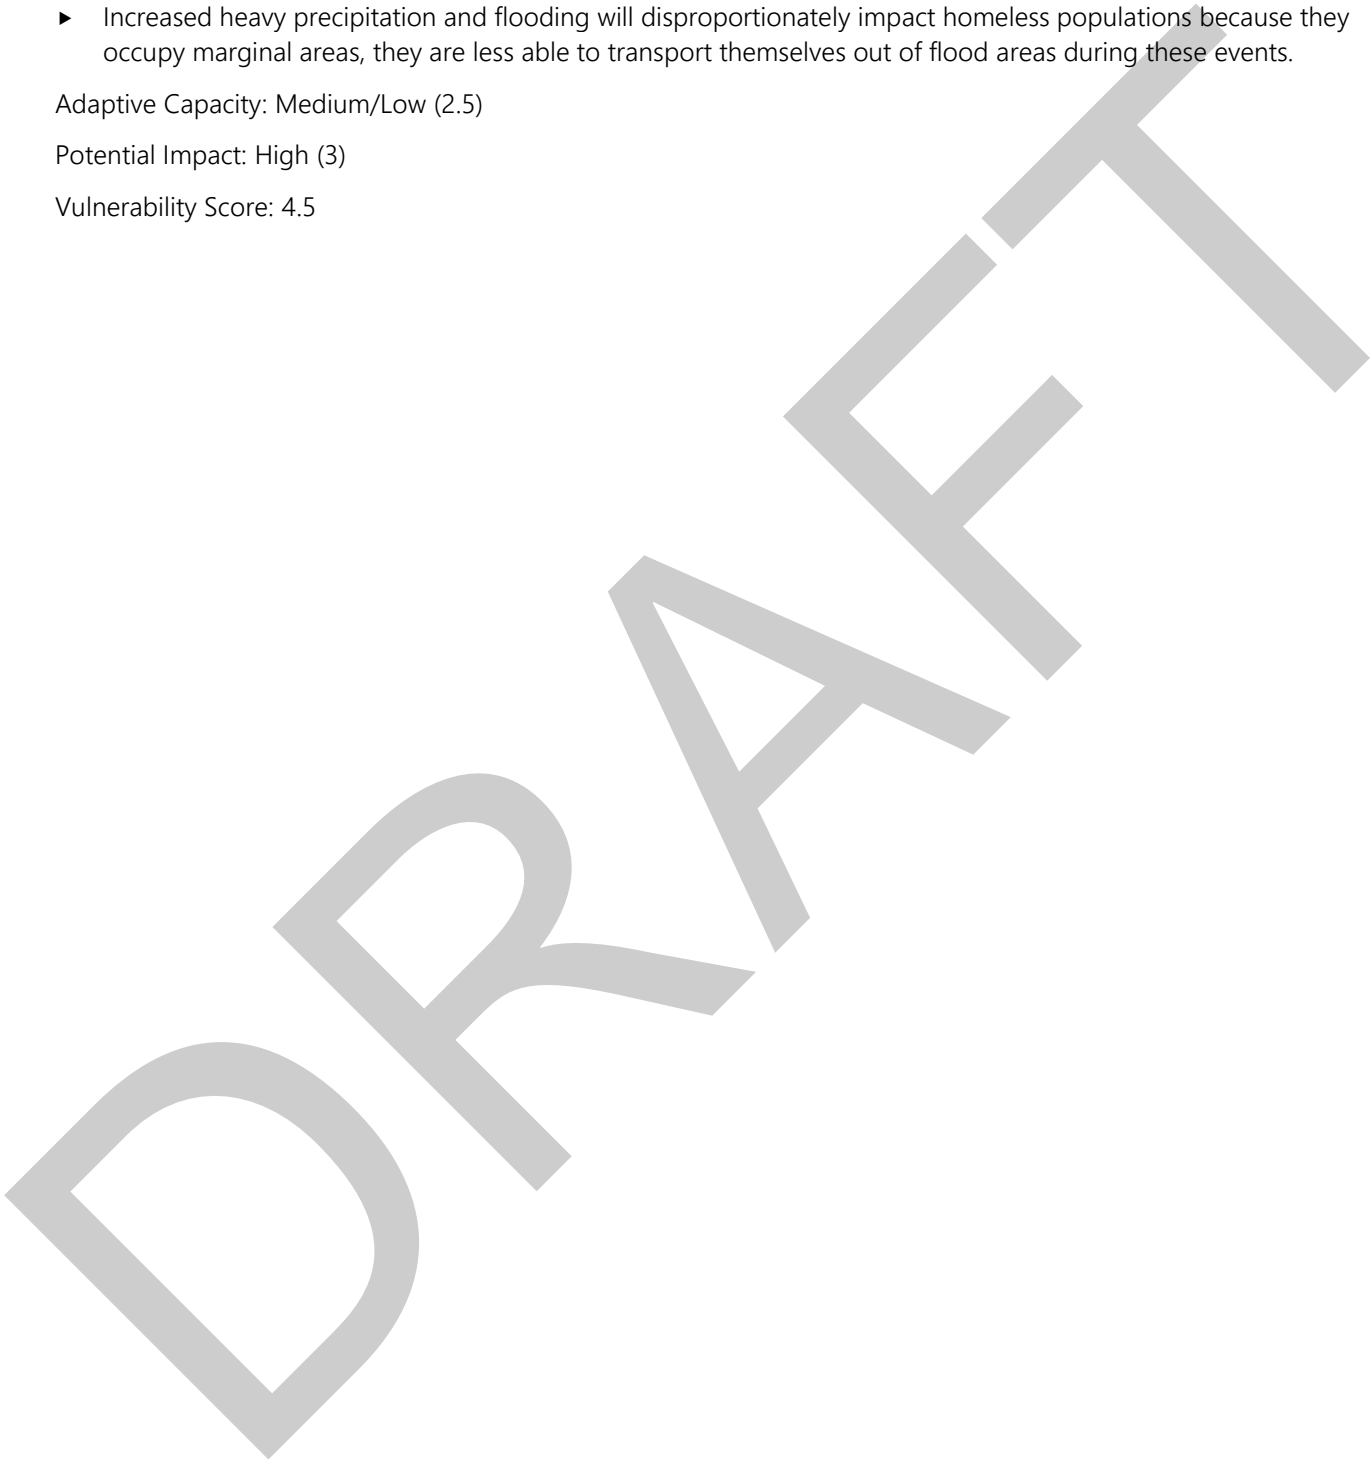 ▶ Increased heavy precipitation and flooding will disproportionately impact homeless populations because they
occupy marginal areas, they are less able to transport themselves out of flood areas during these events.
Adaptive Capacity: Medium/Low (2.5)
Potential Impact: High (3)
Vulnerability Score: 4.5
DRAFT